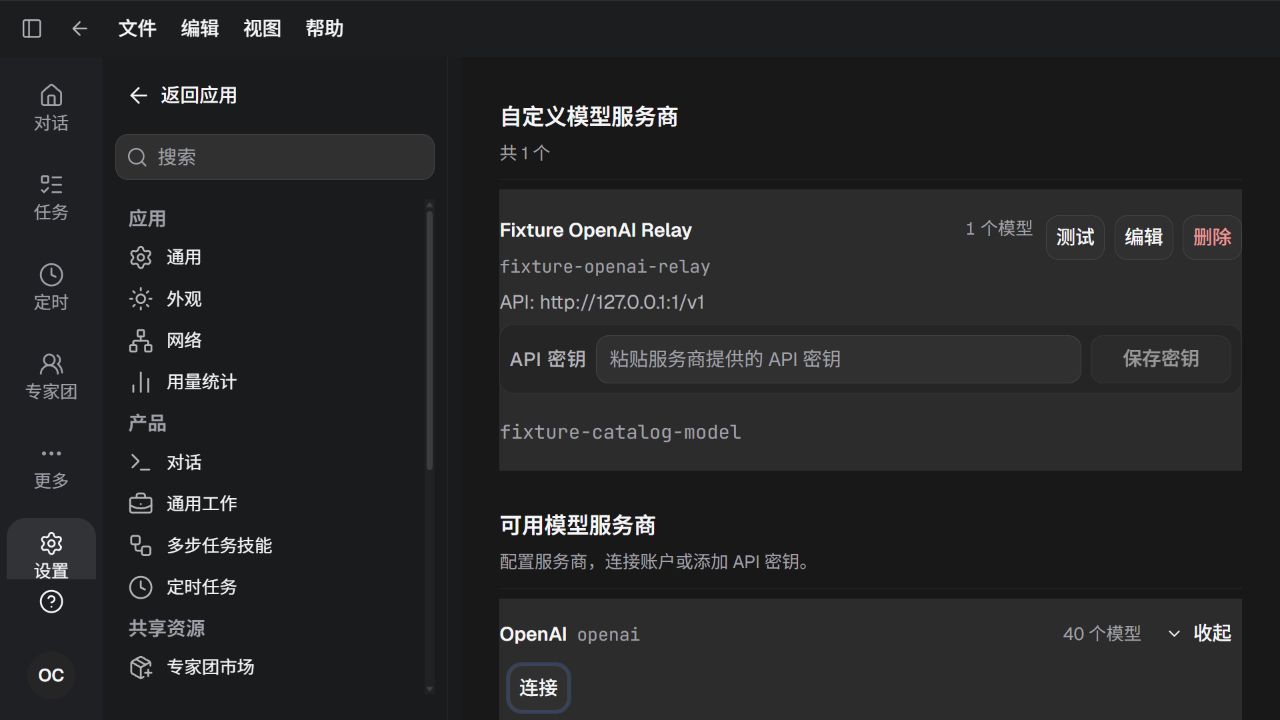 文件 编辑 视图 帮助
对话
任务
定时
专家团
更多
设置
OC
返回应用
搜索
应用
通用
外观
网络
用量统计
产品
对话
通用工作
多步任务技能
定时任务
共享资源
专家团市场
自定义模型服务商
共 1 个
Fixture OpenAI Relay 1 个模型 测试 编辑 删除
fixture-openai-relay
API: http://127.0.0.1:1/v1
API 密钥 粘贴服务商提供的 API 密钥 保存密钥
fixture-catalog-model
可用模型服务商
配置服务商，连接账户或添加 API 密钥。
OpenAI openai 40 个模型 收起
连接